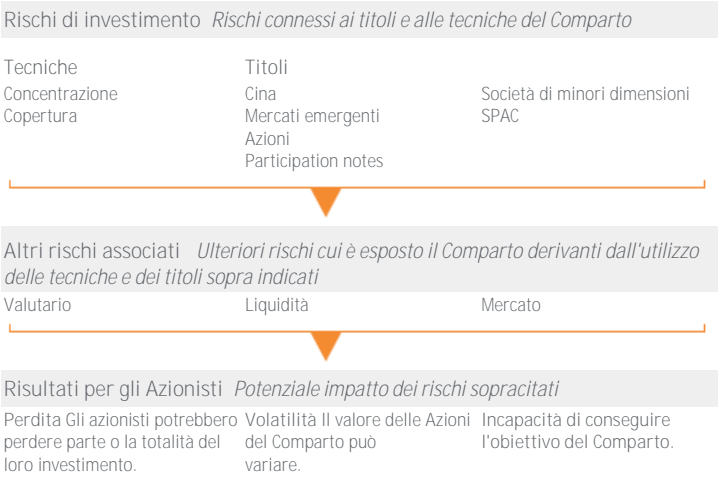 Rischi di investimento Rischi connessi ai titoli e alle tecniche del Comparto
Tecniche
Concentrazione
Copertura
Titoli
Cina
Mercati emergenti
Azioni
Participation notes
Società di minori dimensioni
SPAC
Altri rischi associati Ulteriori rischi cui è esposto il Comparto derivanti dall'utilizzo
delle tecniche e dei titoli sopra indicati
Valutario
Liquidità
Mercato
Risultati per gli Azionisti Potenziale impatto dei rischi sopracitati
Perdita Gli azionisti potrebbero
perdere parte o la totalità del
loro investimento.
Volatilità Il valore delle Azioni
del Comparto può
variare.
Incapacità di conseguire
l'obiettivo del Comparto.